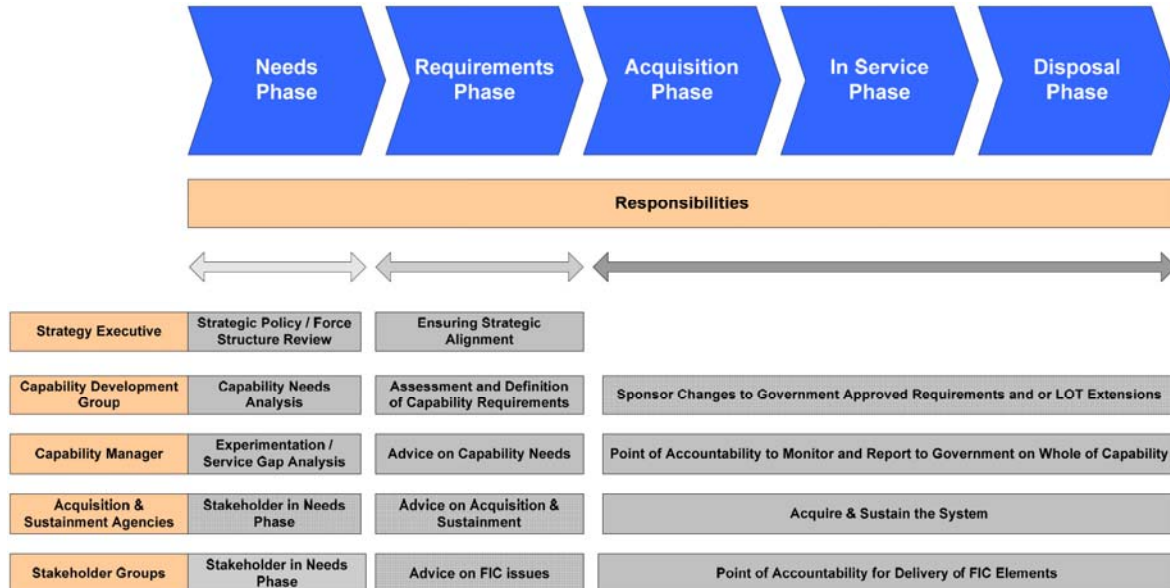 Needs
Phase
Requirements
Phase
Acquisition
Phase
In Service
Phase
Disposal
Phase
Responsibilities
Strategy Executive
Strategic Policy / Force
Structure Review
Ensuring Strategic
Alignment
Capability Development
Group
Capability Needs
Analysis
Assessment and Definition
of Capability Requirements
Sponsor Changes to Government Approved Requirements and or LOT Extensions
Capability Manager
Experimentation /
Service Gap Analysis
Advice on Capability Needs
Point of Accountability to Monitor and Report to Government on Whole of Capability
Acquisition &
Sustainment Agencies
Stakeholder in Needs
Phase
Advice on Acquisition &
Sustainment
Acquire & Sustain the System
Stakeholder Groups
Stakeholder in Needs
Phase
Advice on FIC issues
Point of Accountability for Delivery of FIC Elements